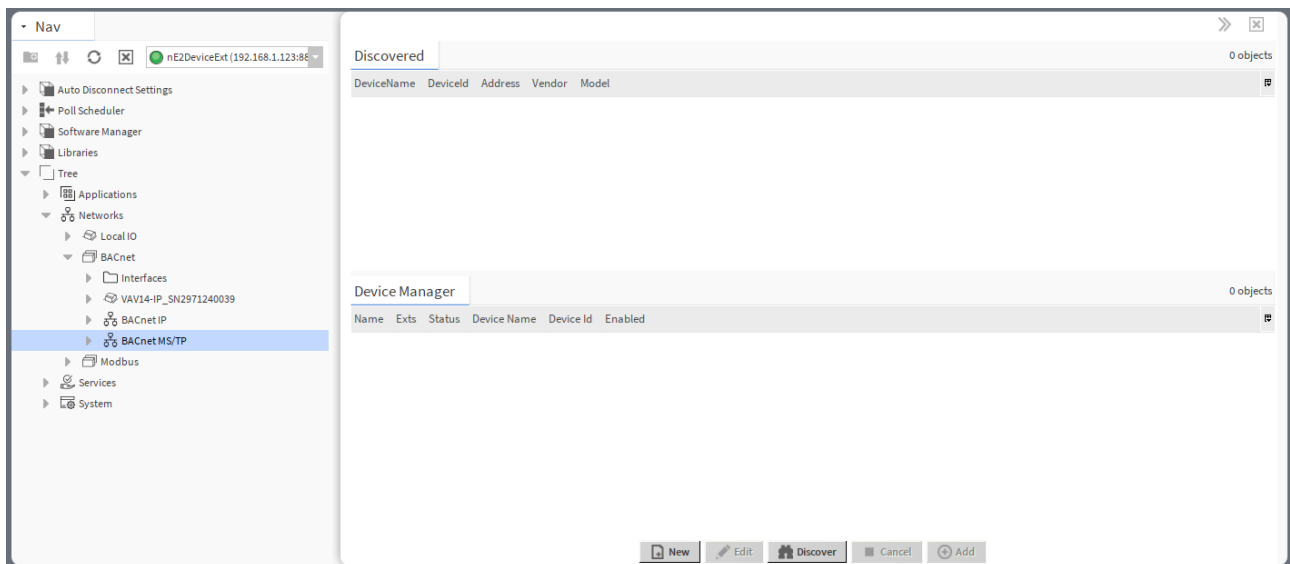 Nav
nE2DeviceExt (192.168.1.123:88
Auto Disconnect Settings
Poll Scheduler
Software Manager
Libraries
Tree
Applications
Networks
Local IO
BACnet
Interfaces
VAV14-IP_SN2971240039
BACnet IP
BACnet MS/TP
Modbus
Services
System
Discovered 0 objects
DeviceName DeviceId Address Vendor Model
Device Manager 0 objects
Name Exts Status Device Name Device Id Enabled
New Edit Discover Cancel Add